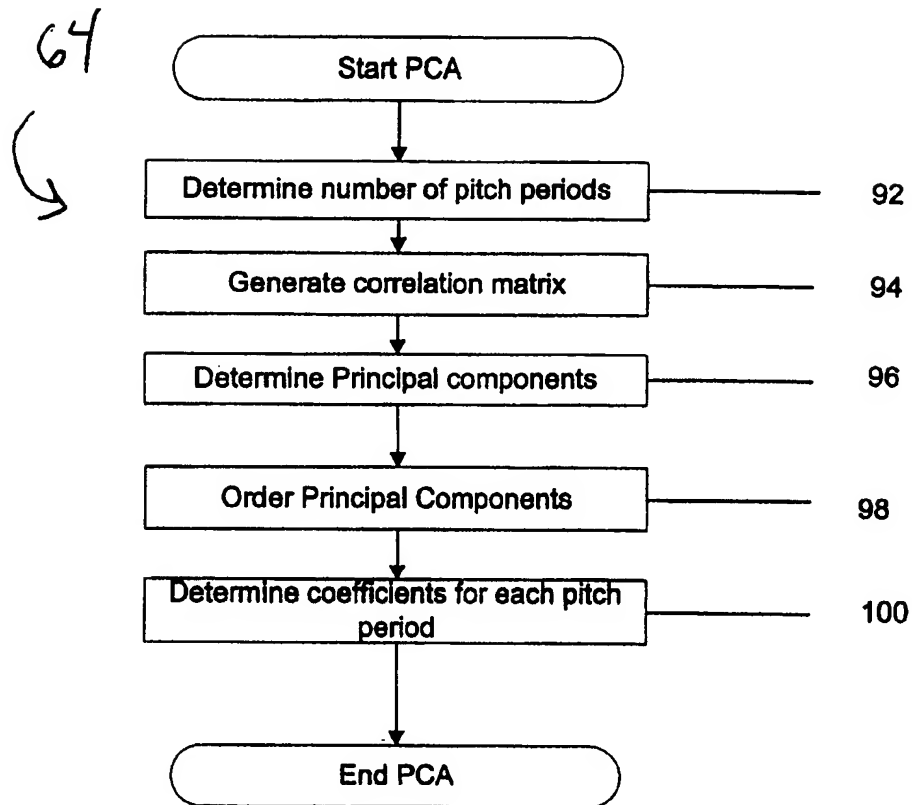 64
Start PCA
Determine number of pitch periods
92
Generate correlation matrix
94
Determine Principal components
96
Order Principal Components
98
Determine coefficients for each pitch
period
100
End PCA